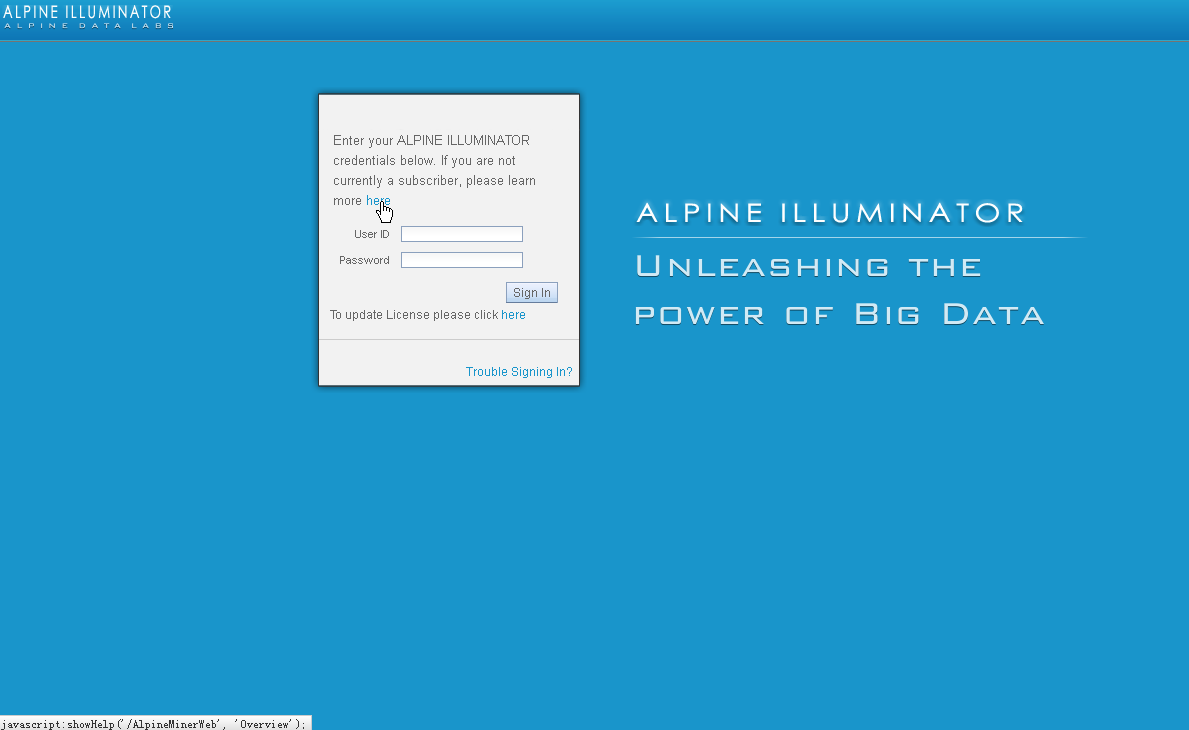 ALPINE ILLUMINATOR
ALPINE DATA LABS
Enter your ALPINE ILLUMINATOR
credentials below. If you are not
currently a subscriber, please learn
more here
User ID
Password
Sign In
To update License please click here
Trouble Signing In?
ALPINE ILLUMINATOR
UNLEASHING THE
POWER OF BIG DATA
javascript:showHelp('/AlpineMinerWeb', 'Overview');